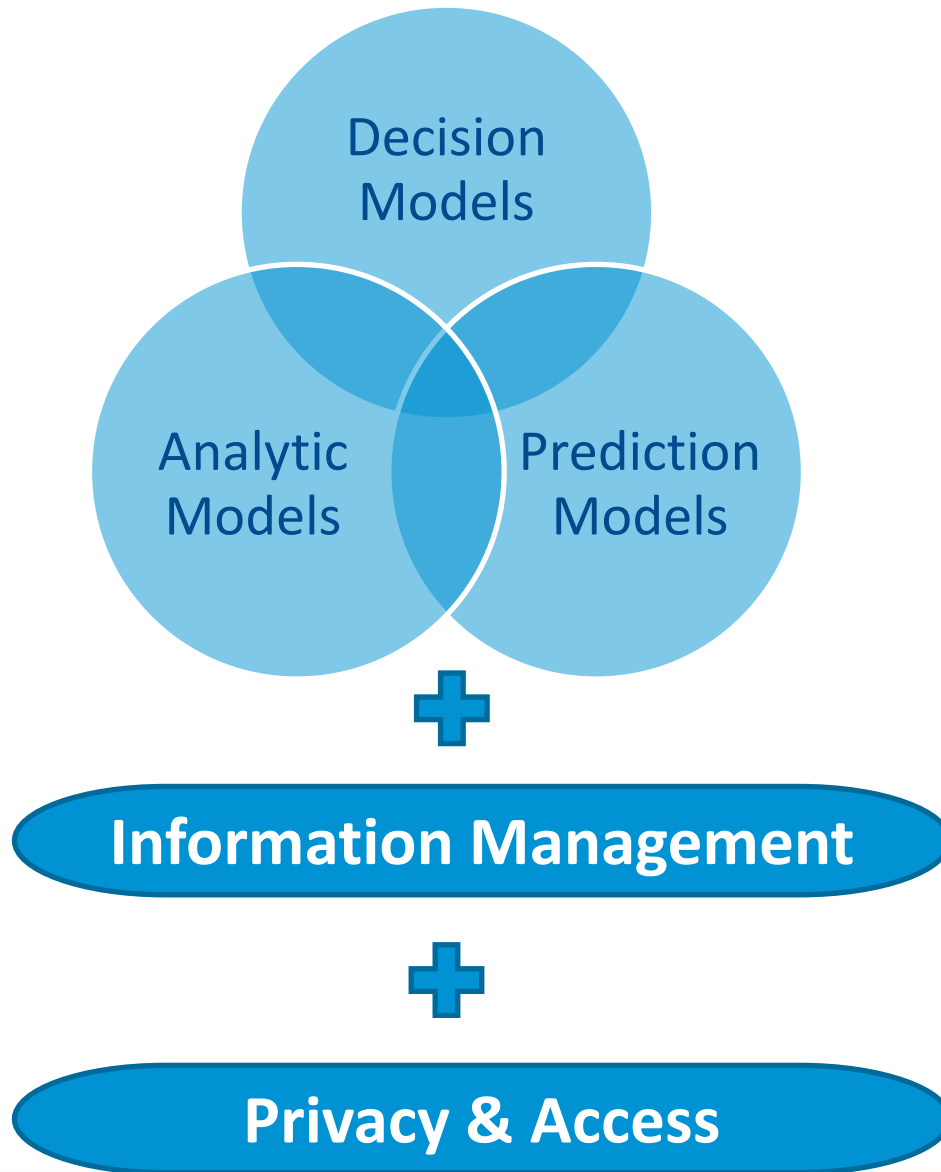 Decision
Models
Analytic
Models
Prediction
Models
Information Management
Privacy & Access